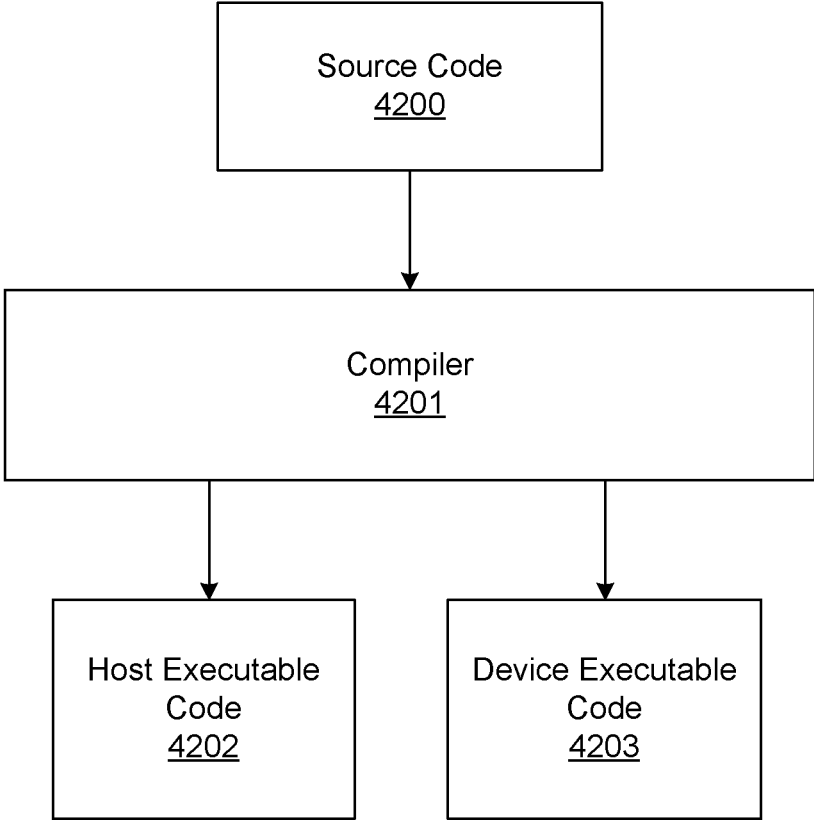 Source Code
4200
Compiler
4201
Host Executable
Code
4202
Device Executable
Code
4203